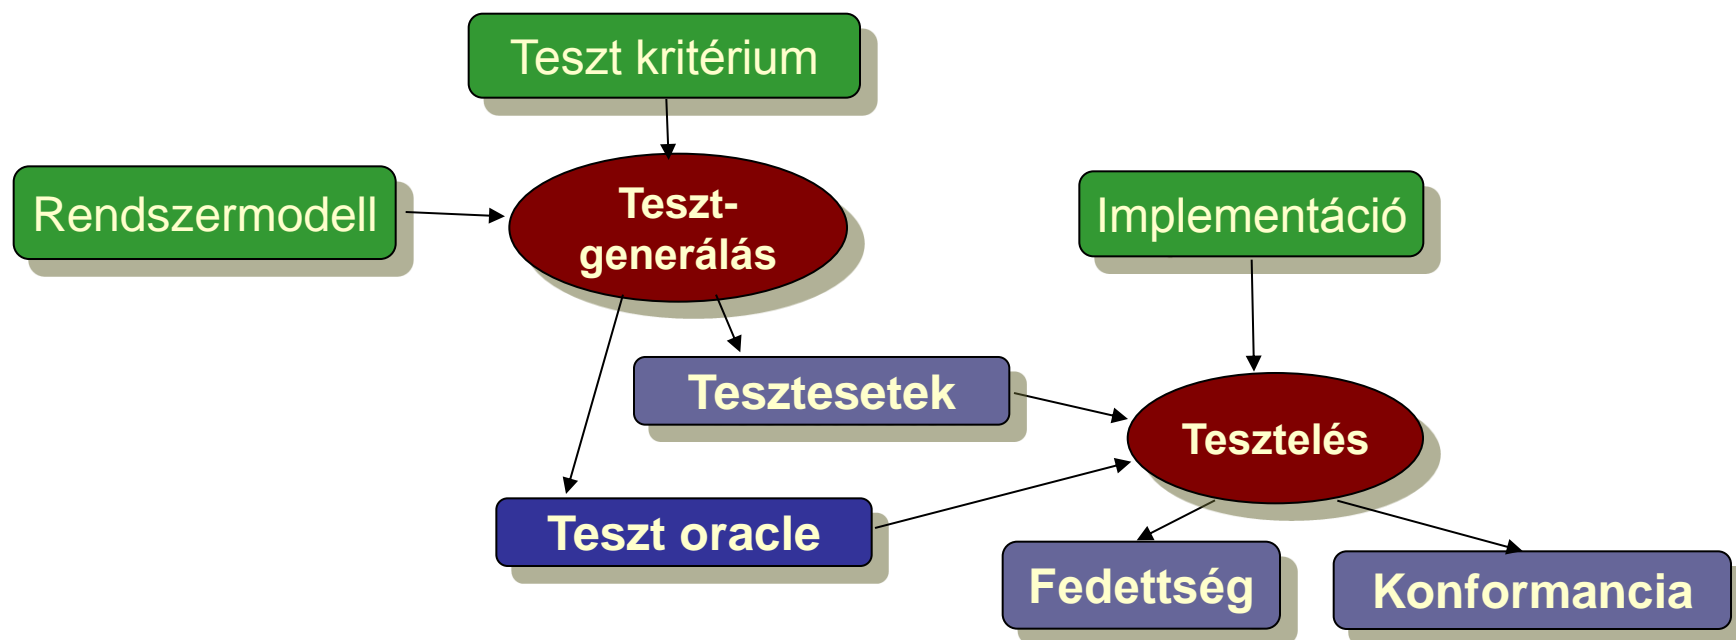 Teszt kritérium
Rendszermodell
Teszt-
generálás
Implementáció
Tesztesetek
Tesztelés
Teszt oracle
Fedettség
Konformancia